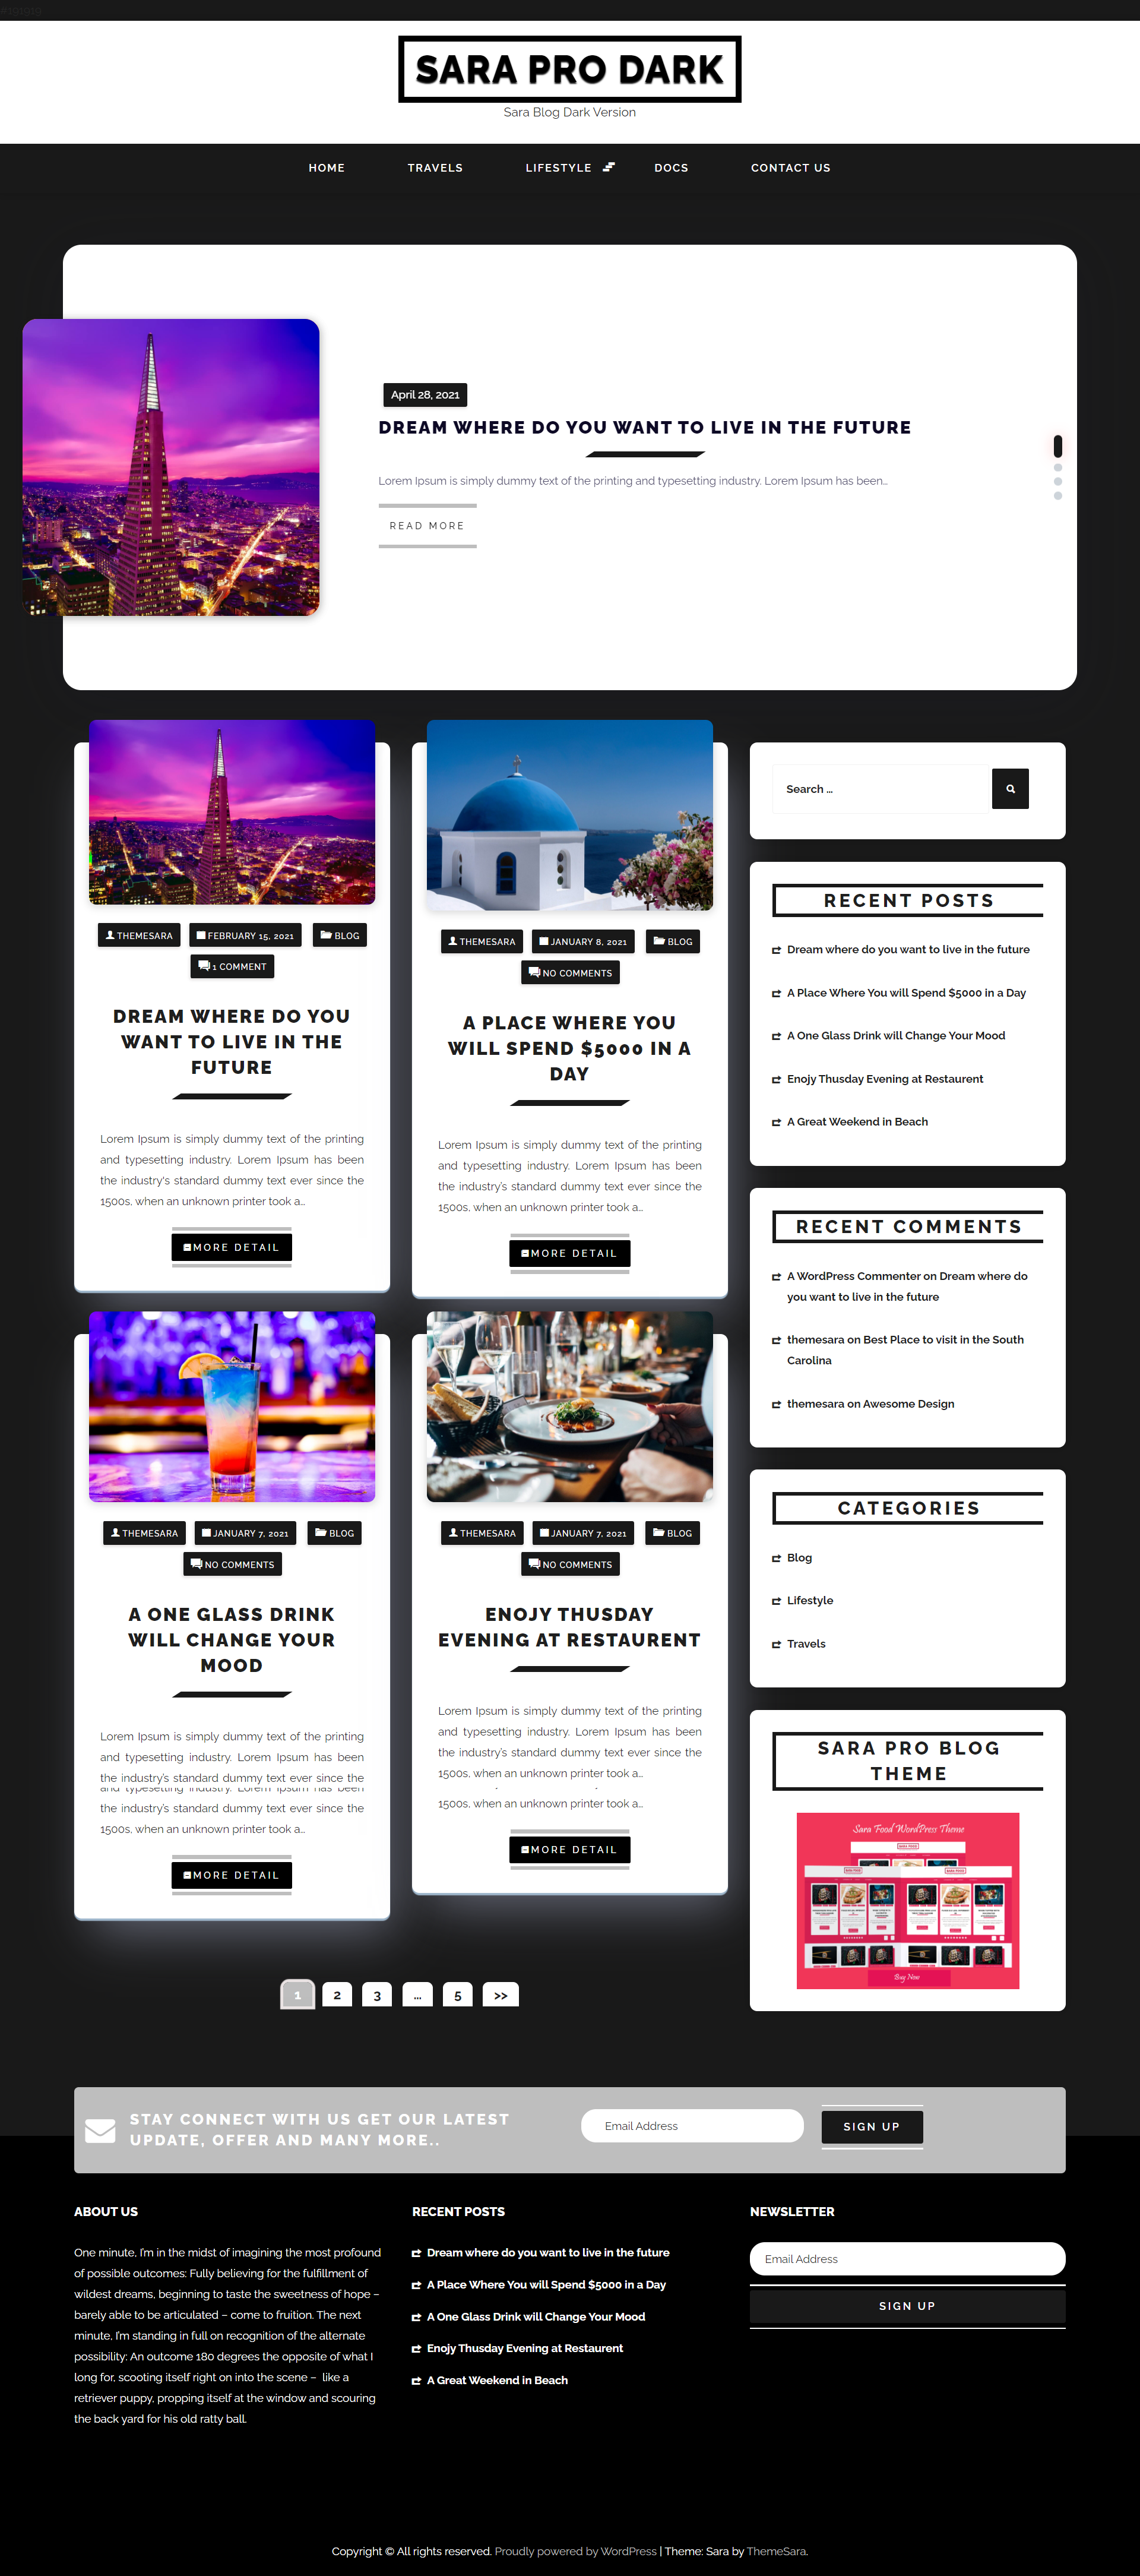 #191919
SARA PRO DARK
Sara Blog Dark Version
HOME TRAVELS LIFESTYLE DOCS CONTACT US
April 28, 2021
DREAM WHERE DO YOU WANT TO LIVE IN THE FUTURE
Lorem Ipsum is simply dummy text of the printing and typesetting industry. Lorem Ipsum has been...
READ MORE
THEMESARA FEBRUARY 15, 2021 BLOG
1 COMMENT
DREAM WHERE DO YOU
WANT TO LIVE IN THE
FUTURE
Lorem Ipsum is simply dummy text of the printing
and typesetting industry. Lorem Ipsum has been
the industry's standard dummy text ever since the
1500s, when an unknown printer took a...
MORE DETAIL
THEMESARA JANUARY 8, 2021 BLOG
NO COMMENTS
A PLACE WHERE YOU
WILL SPEND $5000 IN A
DAY
Lorem Ipsum is simply dummy text of the printing
and typesetting industry. Lorem Ipsum has been
the industry's standard dummy text ever since the
1500s, when an unknown printer took a...
MORE DETAIL
THEMESARA JANUARY 7, 2021 BLOG
NO COMMENTS
A ONE GLASS DRINK
WILL CHANGE YOUR
MOOD
Lorem Ipsum is simply dummy text of the printing
and typesetting industry. Lorem Ipsum has been
the industry's standard dummy text ever since the
and typesetting industry. Lorem Ipsum has been
the industry's standard dummy text ever since the
1500s, when an unknown printer took a...
MORE DETAIL
THEMESARA JANUARY 7, 2021 BLOG
NO COMMENTS
ENOJY THUSDAY
EVENING AT RESTAURENT
Lorem Ipsum is simply dummy text of the printing
and typesetting industry. Lorem Ipsum has been
the industry's standard dummy text ever since the
1500s, when an unknown printer took a...
1500s, when an unknown printer took a...
MORE DETAIL
1 2 3 ... 5 >>
Search ...
RECENT POSTS
Dream where do you want to live in the future
A Place Where You will Spend $5000 in a Day
A One Glass Drink will Change Your Mood
Enojy Thusday Evening at Restaurent
A Great Weekend in Beach
RECENT COMMENTS
A WordPress Commenter on Dream where do
you want to live in the future
themesara on Best Place to visit in the South
Carolina
themesara on Awesome Design
CATEGORIES
Blog
Lifestyle
Travels
SARA PRO BLOG
THEME
Sara Food WordPress Theme
Buy Now
STAY CONNECT WITH US GET OUR LATEST
UPDATE, OFFER AND MANY MORE..
Email Address
SIGN UP
ABOUT US
One minute, I'm in the midst of imagining the most profound
of possible outcomes: Fully believing for the fulfillment of
wildest dreams, beginning to taste the sweetness of hope –
barely able to be articulated – come to fruition. The next
minute, I'm standing in full on recognition of the alternate
possibility: An outcome 180 degrees the opposite of what I
long for, scooting itself right on into the scene – like a
retriever puppy, propping itself at the window and scouring
the back yard for his old ratty ball.
RECENT POSTS
Dream where do you want to live in the future
A Place Where You will Spend $5000 in a Day
A One Glass Drink will Change Your Mood
Enojy Thusday Evening at Restaurent
A Great Weekend in Beach
NEWSLETTER
Email Address
SIGN UP
Copyright © All rights reserved. Proudly powered by WordPress | Theme: Sara by ThemeSara.